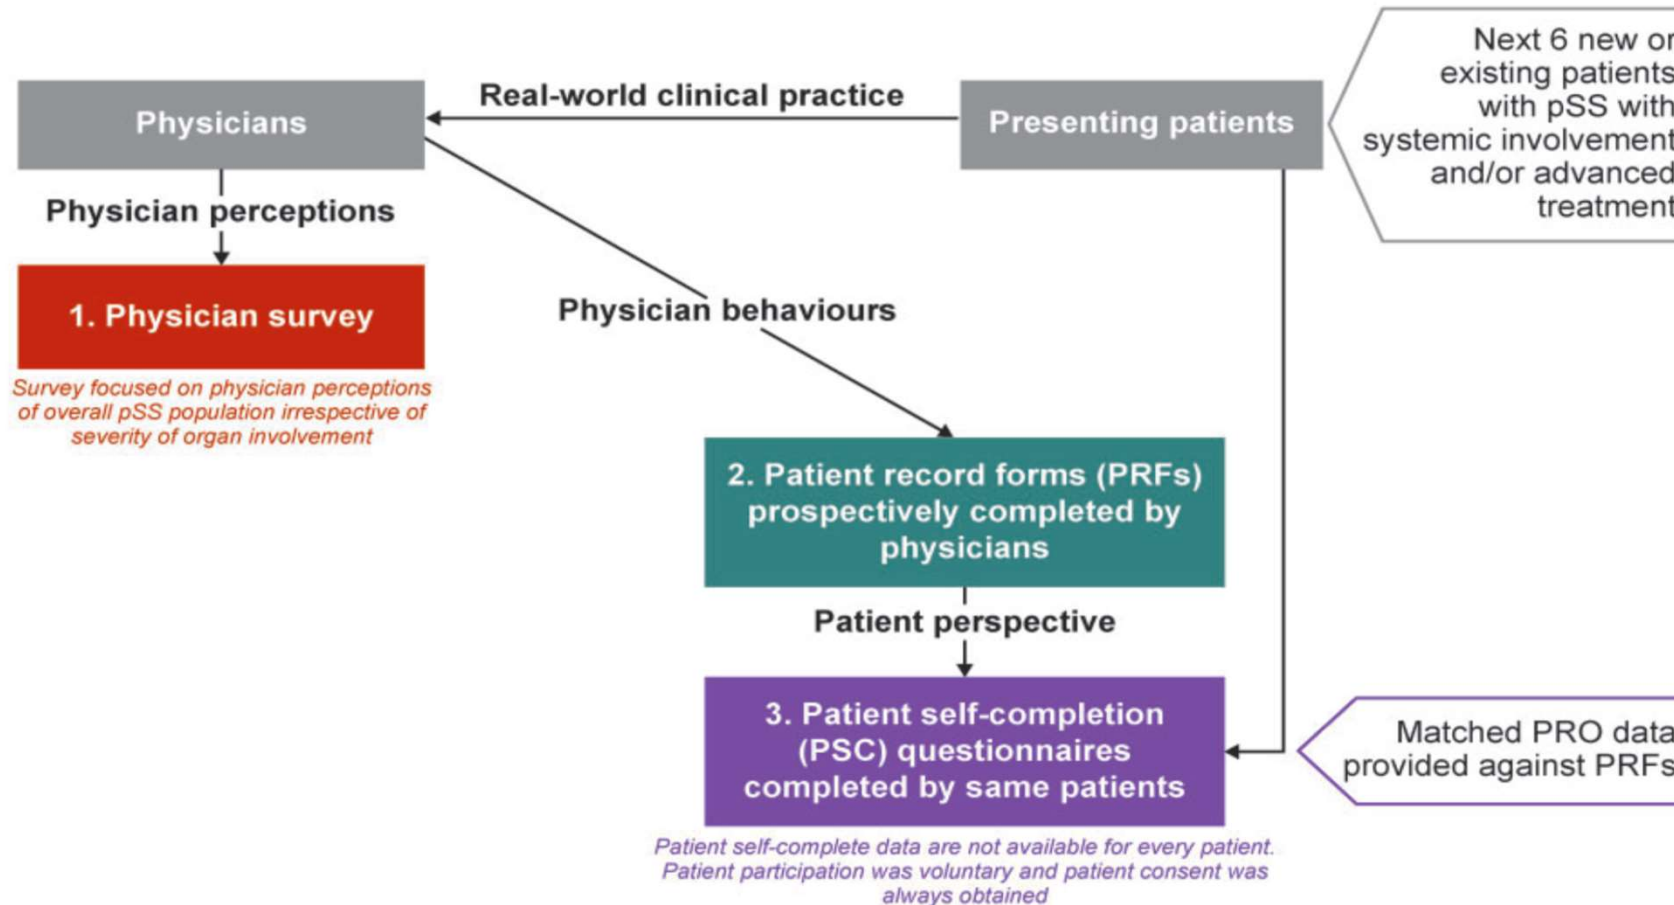 Next 6 new or
existing patients
with pSS with
systemic involvement
and/or advanced
treatment
Real-world clinical practice
Physicians
Presenting patients
Physician perceptions
1. Physician survey
Survey focused on physician perceptions
of overall pSS population irrespective of
severity of organ involvement
Physician behaviours
2. Patient record forms (PRFs)
prospectively completed by
physicians
Patient perspective
3. Patient self-completion
(PSC) questionnaires
completed by same patients
Matched PRO data
provided against PRFs
Patient self-complete data are not available for every patient.
Patient participation was voluntary and patient consent was
always obtained